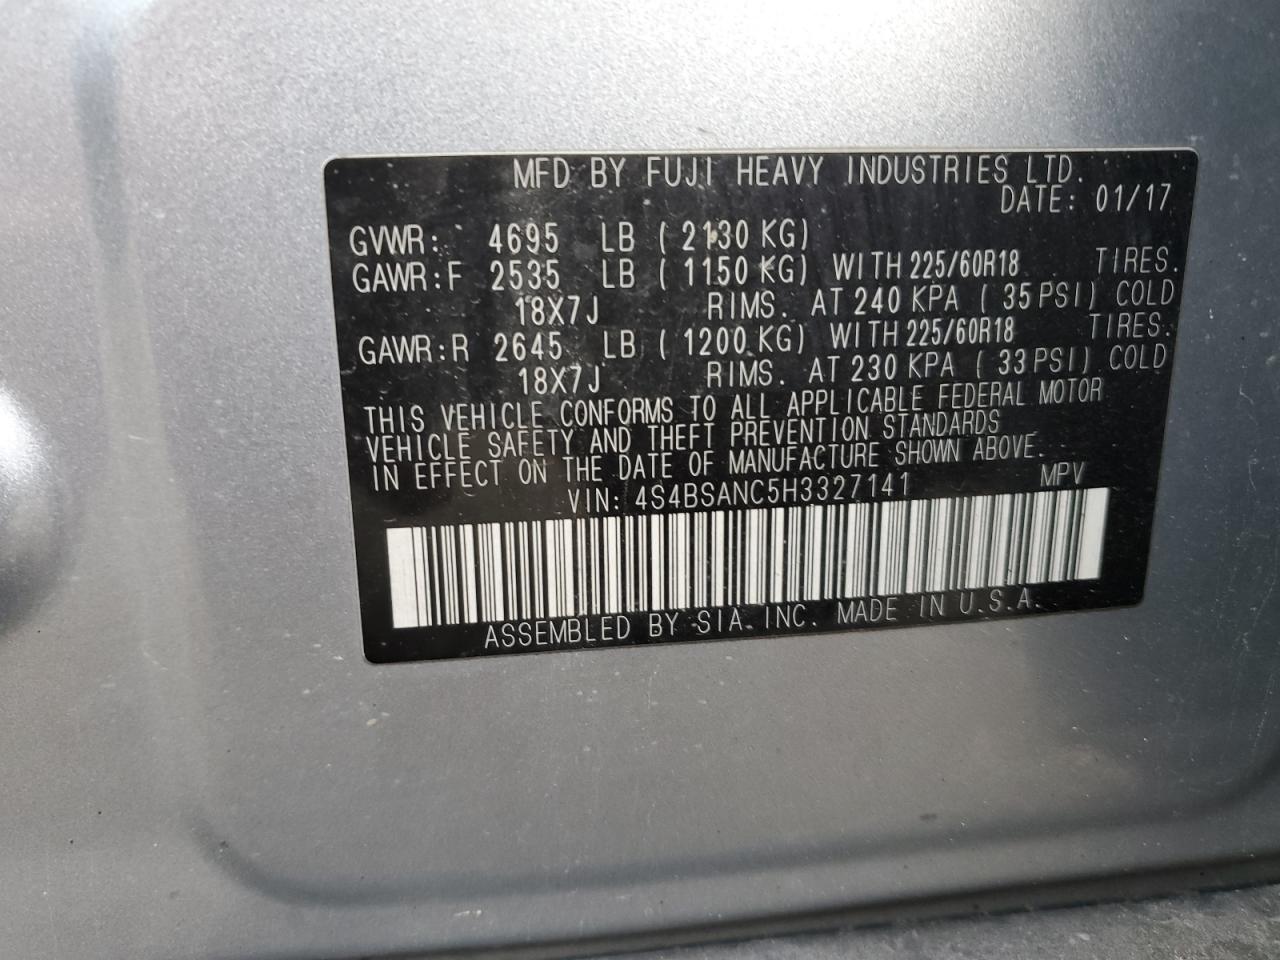 MFD BY FUJI HEAVY INDUSTRIES LTD.
DATE: 01/17
GVWR: 4695 LB ( 2130 KG)
GAWR:F 2535 LB ( 1150 KG) WITH 225/60R18 TIRES.
18X7J RIMS. AT 240 KPA ( 35 PSI) COLD
GAWR:R 2645 LB ( 1200 KG) WITH 225/60R18 TIRES.
18X7J RIMS. AT 230 KPA ( 33 PSI) COLD
THIS VEHICLE CONFORMS TO ALL APPLICABLE FEDERAL MOTOR
VEHICLE SAFETY AND THEFT PREVENTION STANDARDS
IN EFFECT ON THE DATE OF MANUFACTURE SHOWN ABOVE.
VIN: 4S4BSANC5H3327141 MPV
ASSEMBLED BY SIA.INC. MADE IN U.S.A.